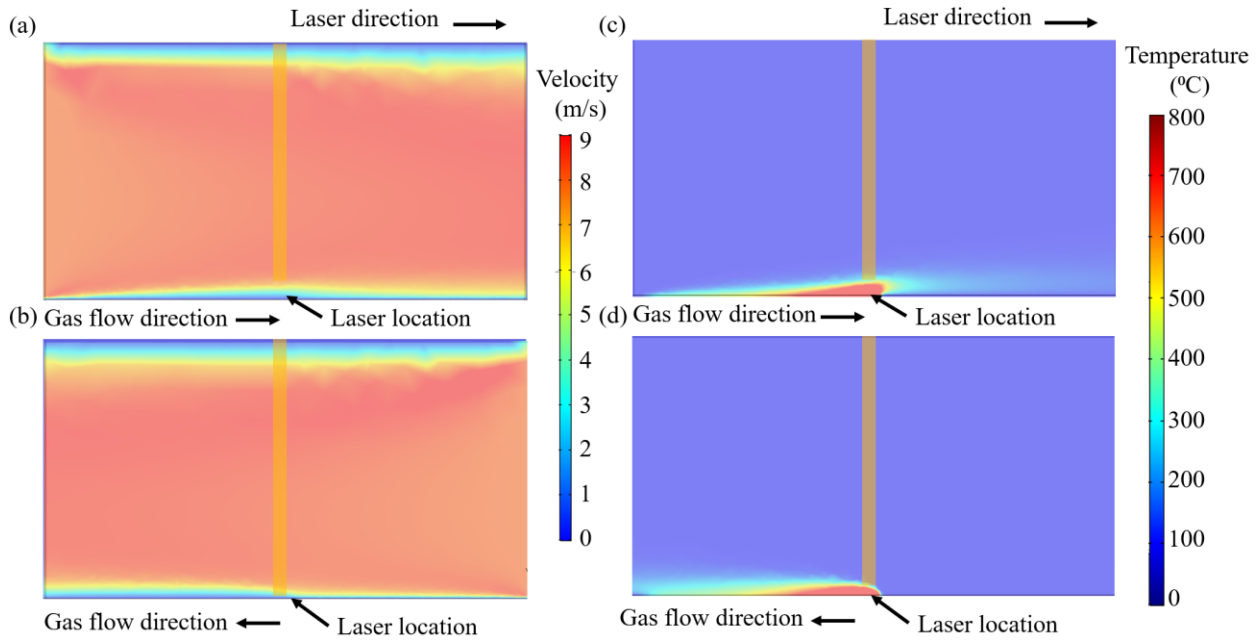 (a)
Laser direction
Velocity
(m/s)
9
8
7
6
5
4
3
2
1
0
Gas flow direction
Laser location
(b)
Gas flow direction
Laser location
(c)
Laser direction
Temperature
(⁰C)
800
700
600
500
400
300
200
100
0
Gas flow direction
Laser location
(d)
Gas flow direction
Laser location